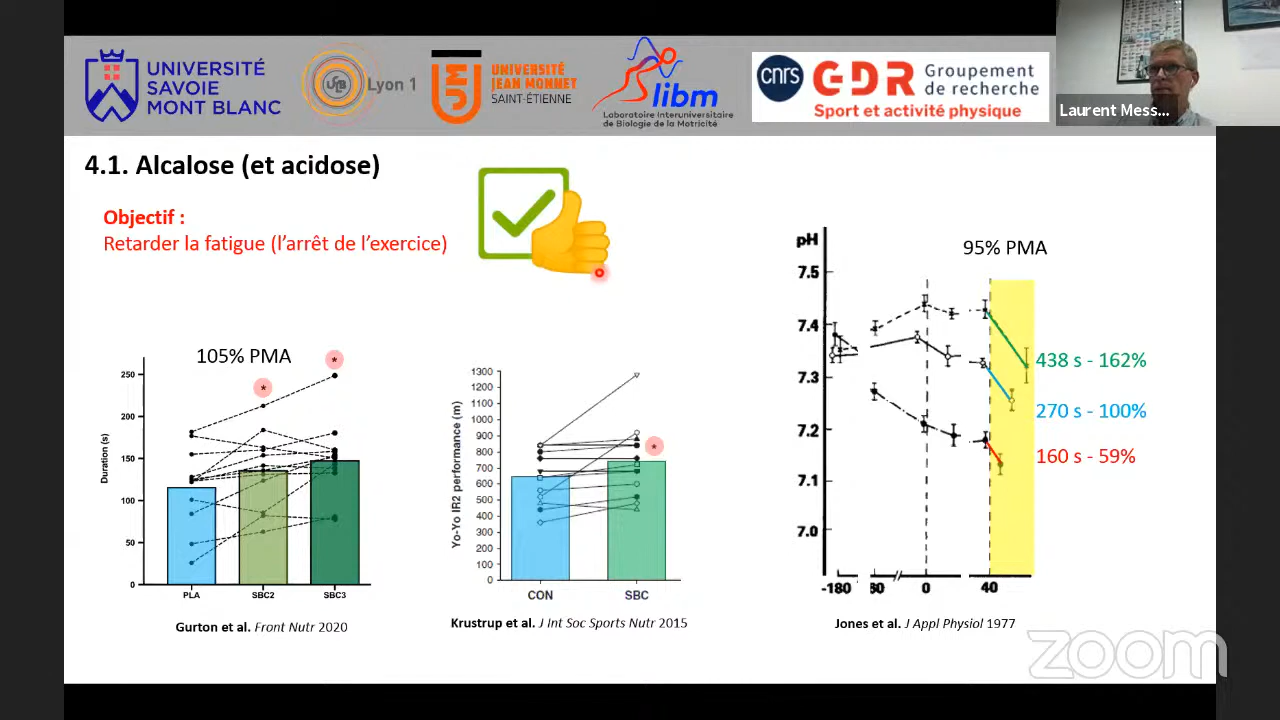 UNIVERSITÉ
SAVOIE
MONT BLANC
Lyon 1
UNIVERSITÉ
JEAN MONNET
SAINT-ÉTIENNE
libm
Laboratoire Interuniversitaire
de Biologie de la Motricité
cnrs
GDR
Groupement
de recherche
Sport et activité physique
Laurent Mess...
4.1. Alcalose (et acidose)
Objectif :
Retarder la fatigue (l'arrêt de l'exercice)
105% PMA
*
*
Duration (s)
250
200
150
100
50
0
PLA
SBC2
SBC3
Gurton et al. Front Nutr 2020
Yo-Yo IR2 performance (m)
1300
1200
1100
1000
900
800
700
600
500
400
300
200
100
0
*
CON
SBC
Krustrup et al. J Int Soc Sports Nutr 2015
pH
95% PMA
7.5
7.4
7.3
7.2
7.1
7.0
438 s - 162%
270 s - 100%
160 s - 59%
-180
0
40
Jones et al. J Appl Physiol 1977
zoom